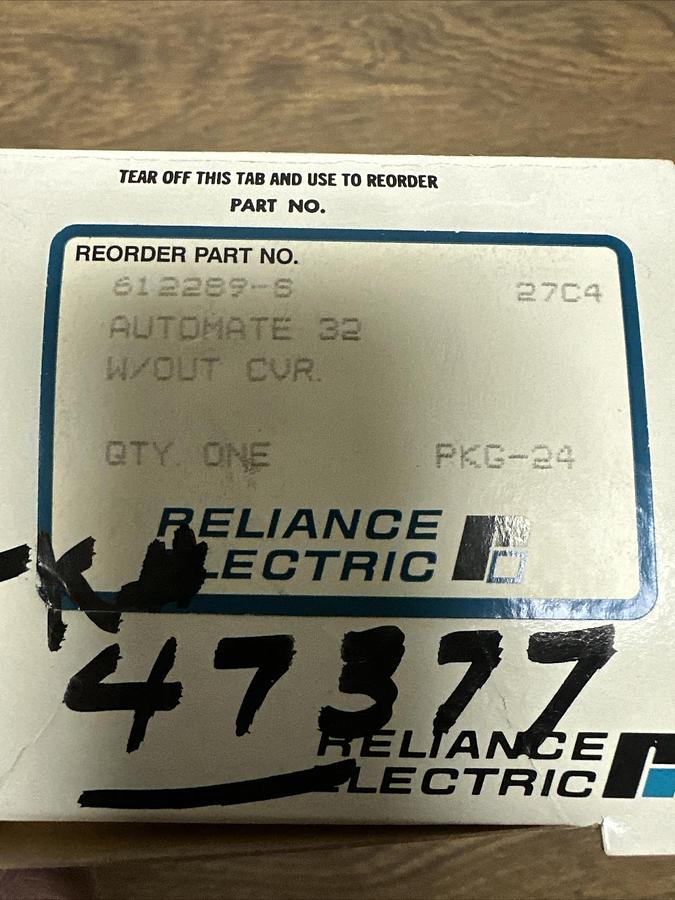 TEAR OFF THIS TAB AND USE TO REORDER
PART NO.
REORDER PART NO.
612289-S 27C4
AUTOMATE 32
W/OUT CVR.
QTY. ONE PKG-24
RELIANCE
ELECTRIC
47377
RELIANCE
ELECTRIC